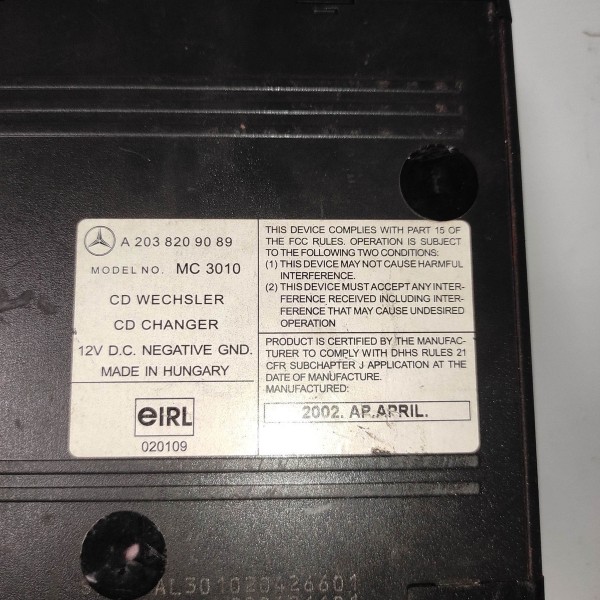 A 203 820 90 89
MODEL NO. MC 3010
CD WECHSLER
CD CHANGER
12V D.C. NEGATIVE GND.
MADE IN HUNGARY
eIRL
020109
THIS DEVICE COMPLIES WITH PART 15 OF
THE FCC RULES. OPERATION IS SUBJECT
TO THE FOLLOWING TWO CONDITIONS:
(1) THIS DEVICE MAY NOT CAUSE HARMFUL
INTERFERENCE.
(2) THIS DEVICE MUST ACCEPT ANY INTER-
FERENCE RECEIVED INCLUDING INTER-
FERENCE THAT MAY CAUSE UNDESIRED
OPERATION
PRODUCT IS CERTIFIED BY THE MANUFAC-
TURER TO COMPLY WITH DHHS RULES 21
CFR SUBCHAPTER J APPLICATION AT THE
DATE OF MANUFACTURE.
MANUFACTURED:
2002. AP.APRIL.
AL301020426601